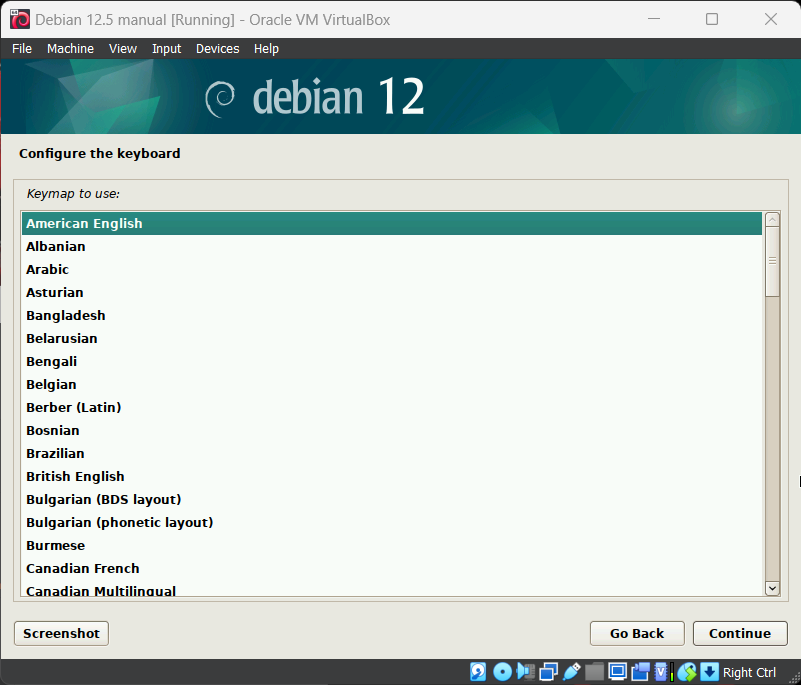 Debian 12.5 manual [Running] - Oracle VM VirtualBox
File Machine View Input Devices Help
debian 12
Configure the keyboard
Keymap to use:
American English
Albanian
Arabic
Asturian
Bangladesh
Belarusian
Bengali
Belgian
Berber (Latin)
Bosnian
Brazilian
British English
Bulgarian (BDS layout)
Bulgarian (phonetic layout)
Burmese
Canadian French
Canadian Multilingual
Screenshot Go Back Continue
Right Ctrl